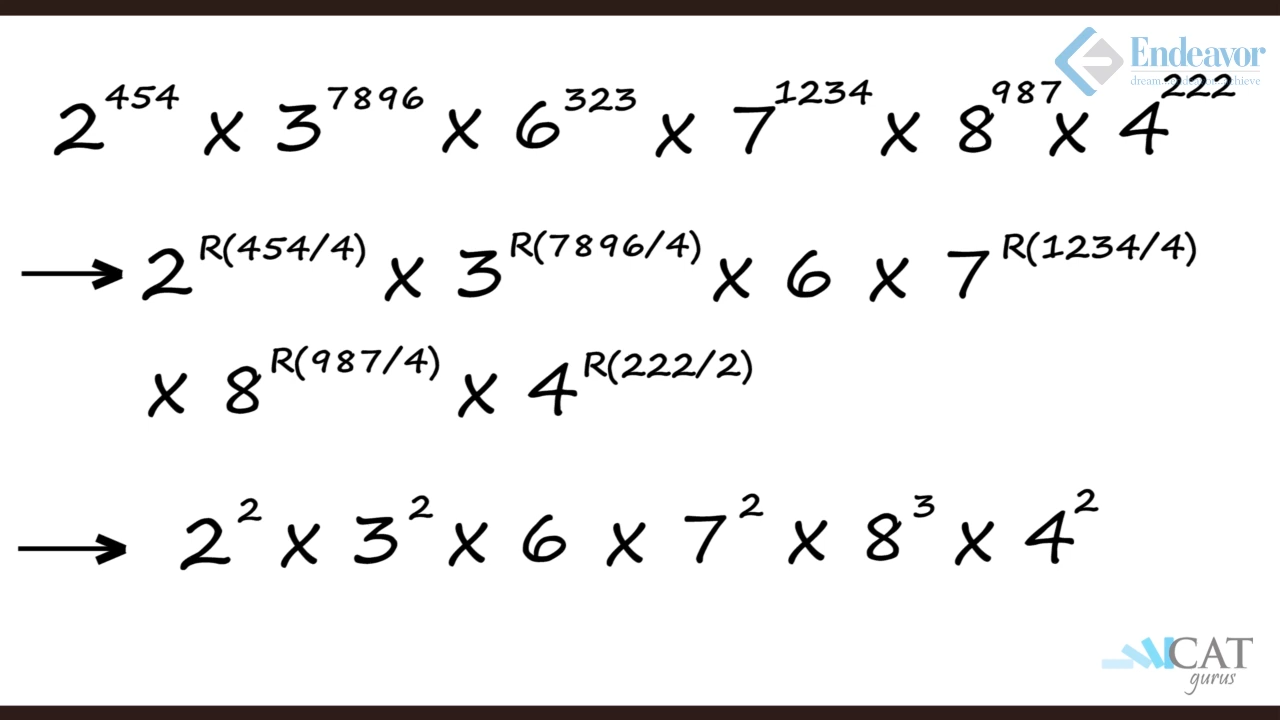 Endeavor
2^454 x 3^7896 x 6^323 x 7^1234 x 8^987 x 4^222
→ 2^R(454/4) x 3^R(7896/4) x 6 x 7^R(1234/4)
x 8^R(987/4) x 4^R(222/2)
→ 2^2 x 3^2 x 6 x 7^2 x 8^3 x 4^2
CAT
gurus